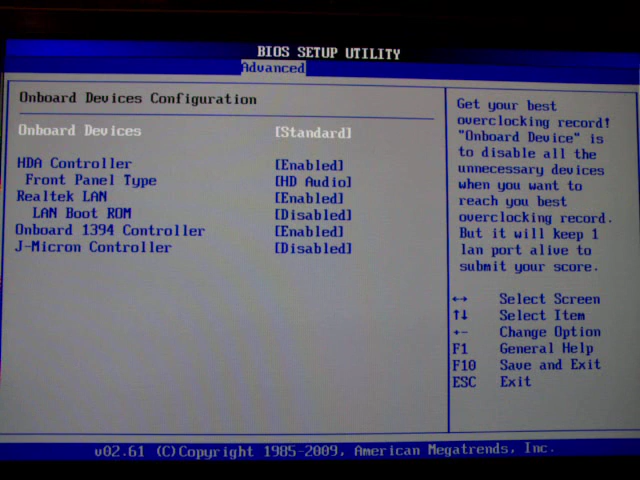 BIOS SETUP UTILITY
Advanced
Onboard Devices Configuration
Onboard Devices [Standard]
HDA Controller [Enabled]
Front Panel Type [HD Audio]
Realtek LAN [Enabled]
LAN Boot ROM [Disabled]
Onboard 1394 Controller [Enabled]
J-Micron Controller [Disabled]
Get your best
overclocking record!
"Onboard Device" is
to disable all the
unnecessary devices
when you want to
reach you best
overclocking record.
But it will keep 1
lan port alive to
submit your score.
↔ Select Screen
↑↓ Select Item
+- Change Option
F1 General Help
F10 Save and Exit
ESC Exit
v02.61 (C)Copyright 1985-2009, American Megatrends, Inc.